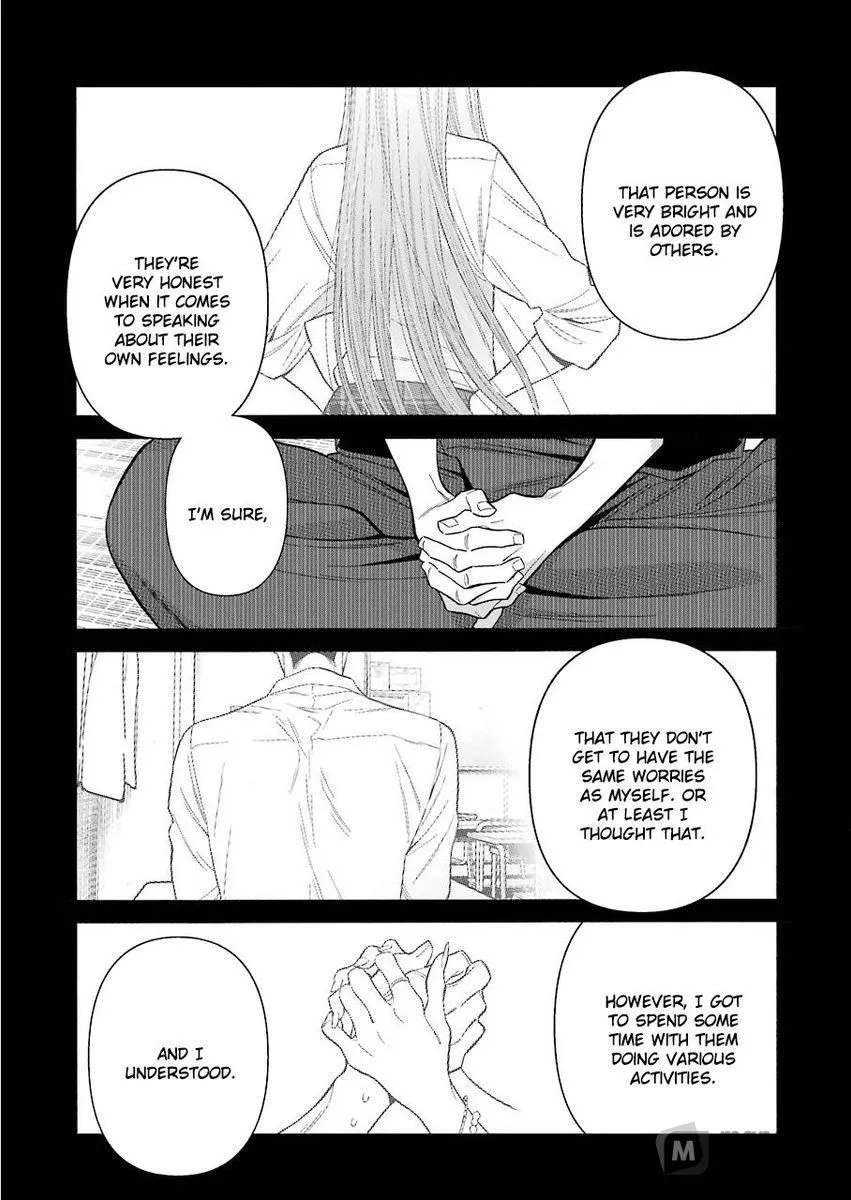 THAT PERSON IS
VERY BRIGHT AND
IS ADORED BY
OTHERS.
THEY'RE
VERY HONEST
WHEN IT COMES
TO SPEAKING
ABOUT THEIR
OWN FEELINGS.
I'M SURE,
THAT THEY DON'T
GET TO HAVE THE
SAME WORRIES
AS MYSELF. OR
AT LEAST I
THOUGHT THAT.
HOWEVER, I GOT
TO SPEND SOME
TIME WITH THEM
DOING VARIOUS
ACTIVITIES.
AND I
UNDERSTOOD.
M